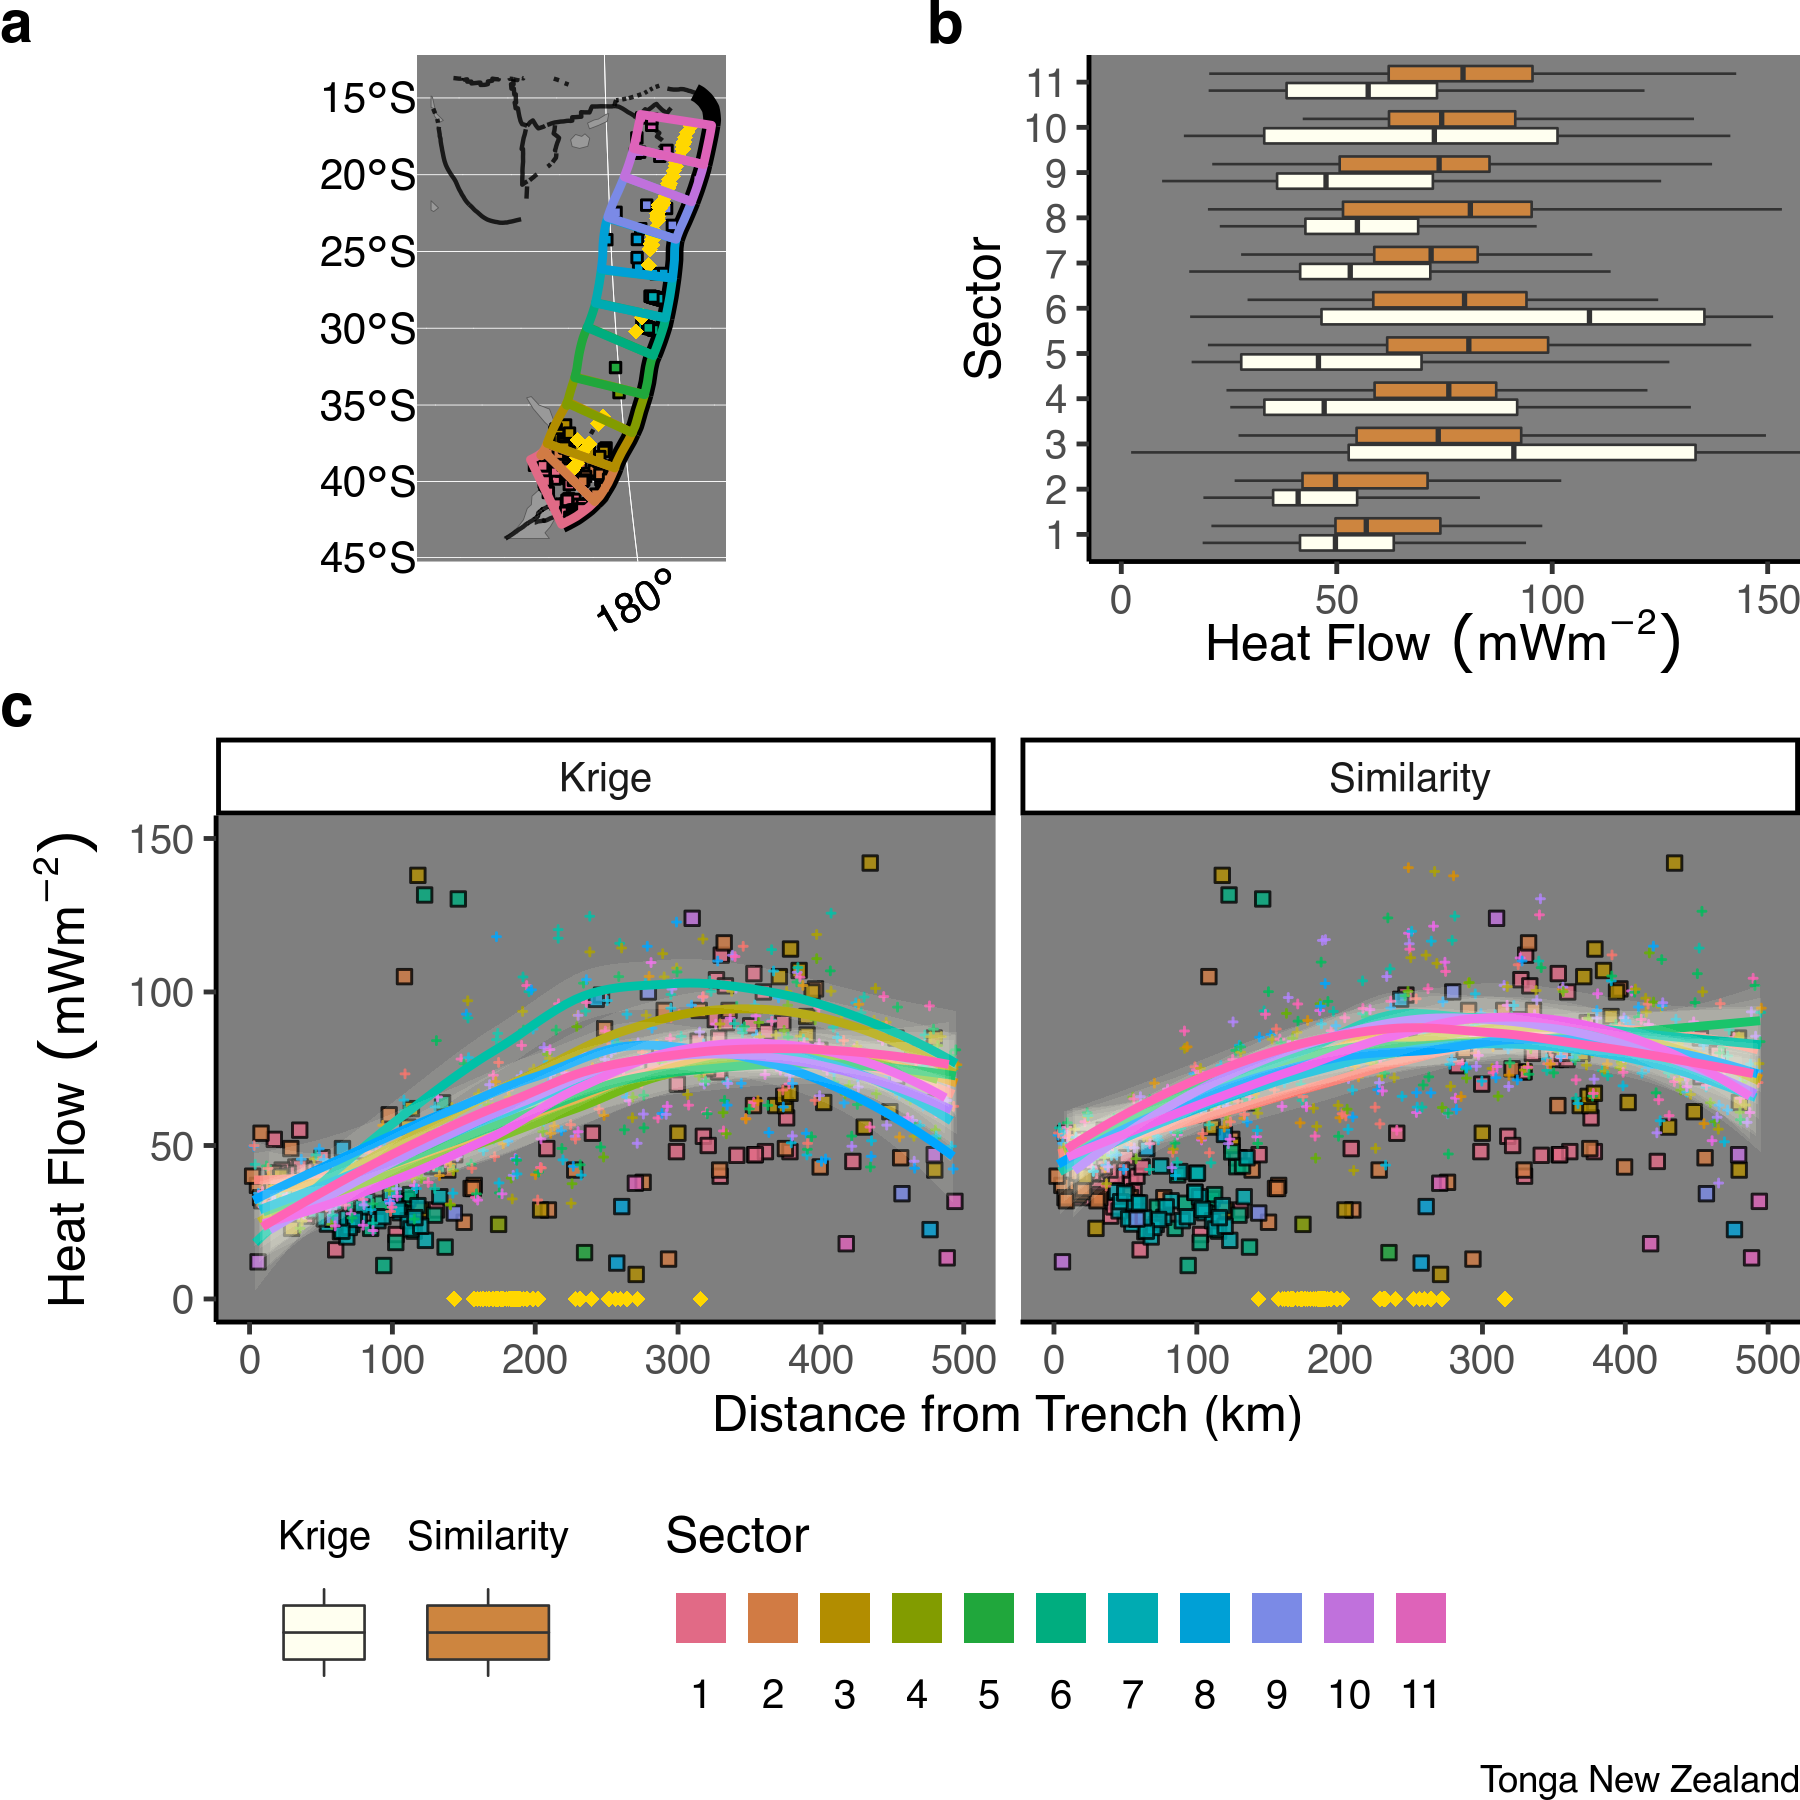 a
15°S
20°S
25°S
30°S
35°S
40°S
45°S
180°
b
Sector
11
10
9
8
7
6
5
4
3
2
1
0 50 100 150
Heat Flow (mWm⁻²)
c
Krige Similarity
Heat Flow (mWm⁻²)
150
100
50
0
0 100 200 300 400 500 0 100 200 300 400 500
Distance from Trench (km)
Krige Similarity
Sector
1 2 3 4 5 6 7 8 9 10 11
Tonga New Zealand